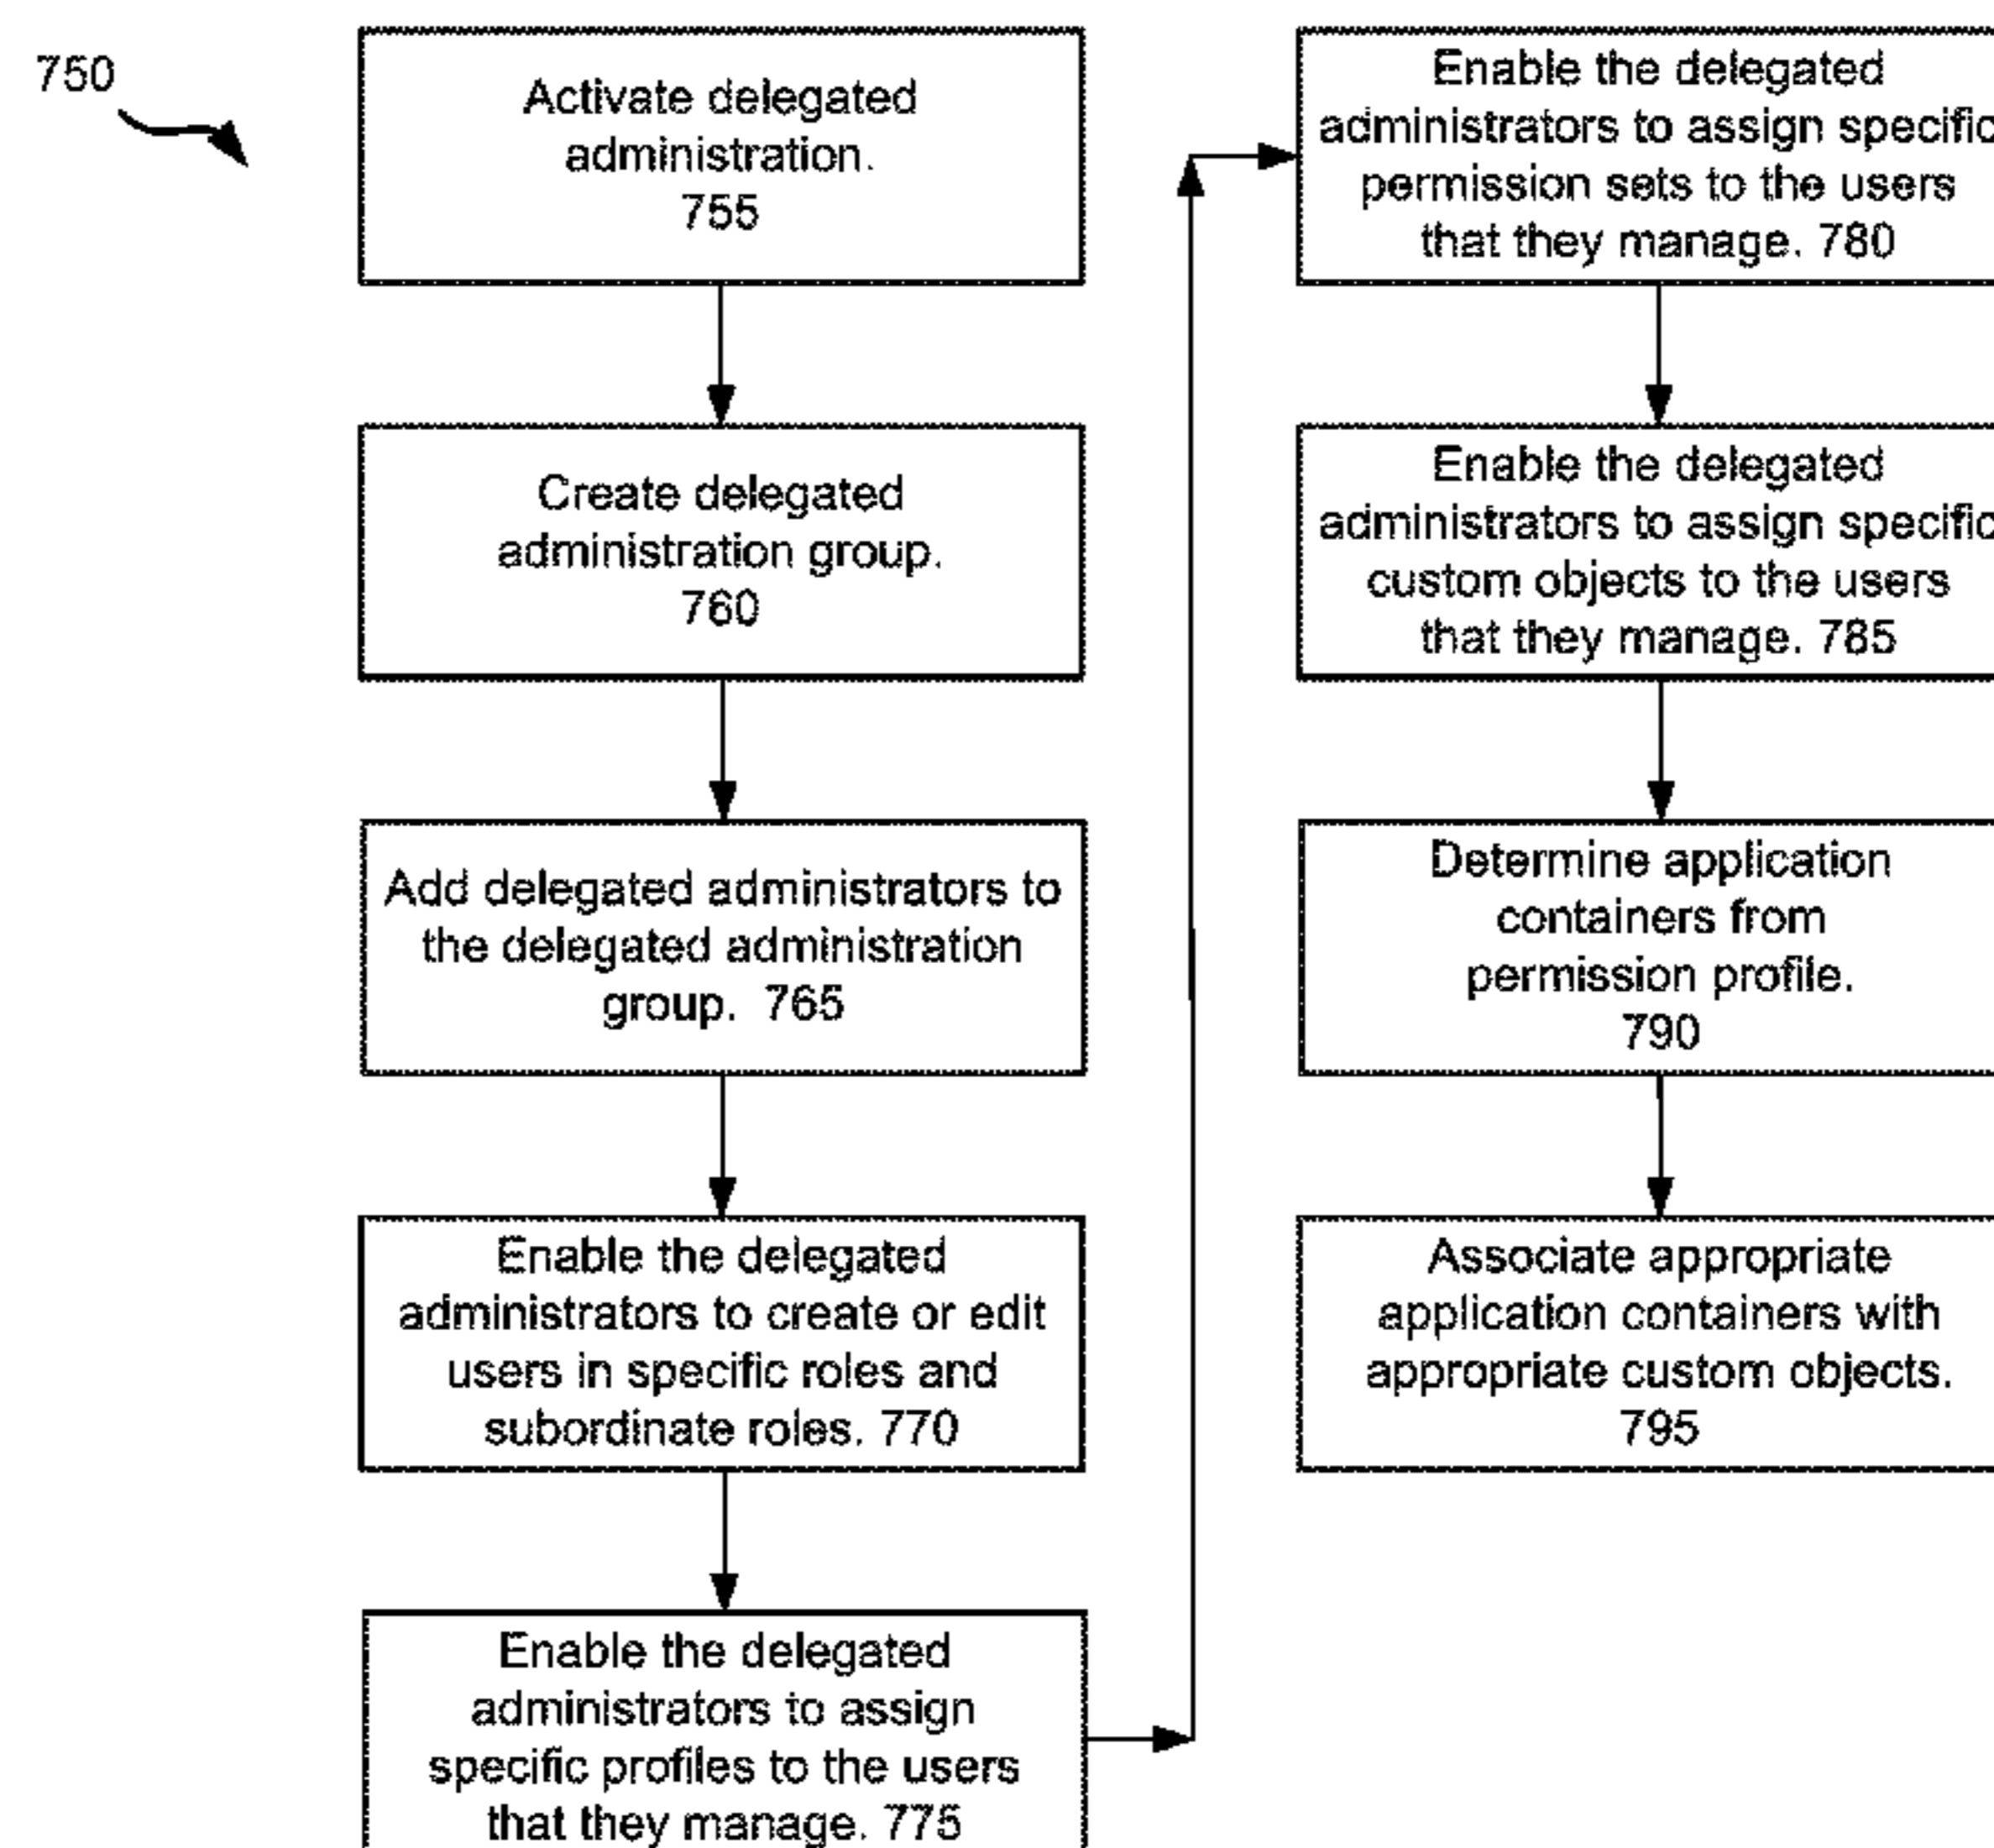 750
Activate delegated
administration.
755
Create delegated
administration group.
760
Add delegated administrators to
the delegated administration
group. 765
Enable the delegated
administrators to create or edit
users in specific roles and
subordinate roles. 770
Enable the delegated
administrators to assign
specific profiles to the users
that they manage. 775
Enable the delegated
administrators to assign specific
permission sets to the users
that they manage. 780
Enable the delegated
administrators to assign specific
custom objects to the users
that they manage. 785
Determine application
containers from
permission profile.
790
Associate appropriate
application containers with
appropriate custom objects.
795